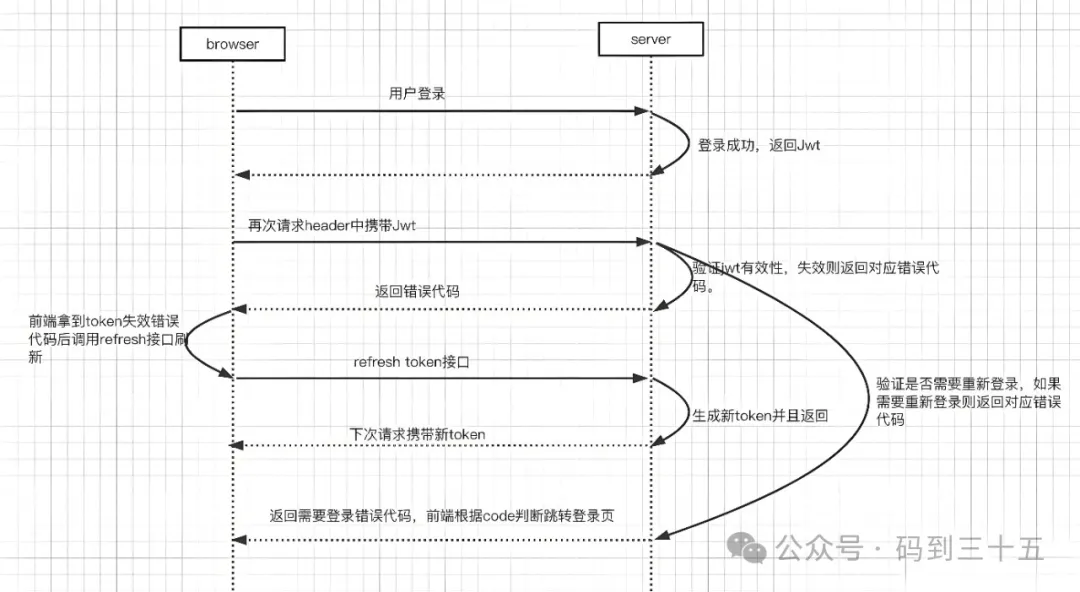 browser
server
用户登录
登录成功，返回Jwt
再次请求header中携带Jwt
验证jwt有效性，失效则返回对应错误代
码。
返回错误代码
前端拿到token失效错误
代码后调用refresh接口刷
新
refresh token接口
验证是否需要重新登录，如果
需要重新登录则返回对应错误
代码
生成新token并且返回
下次请求携带新token
返回需要登录错误代码，前端根据code判断跳转登录页
公众号·码到三十五